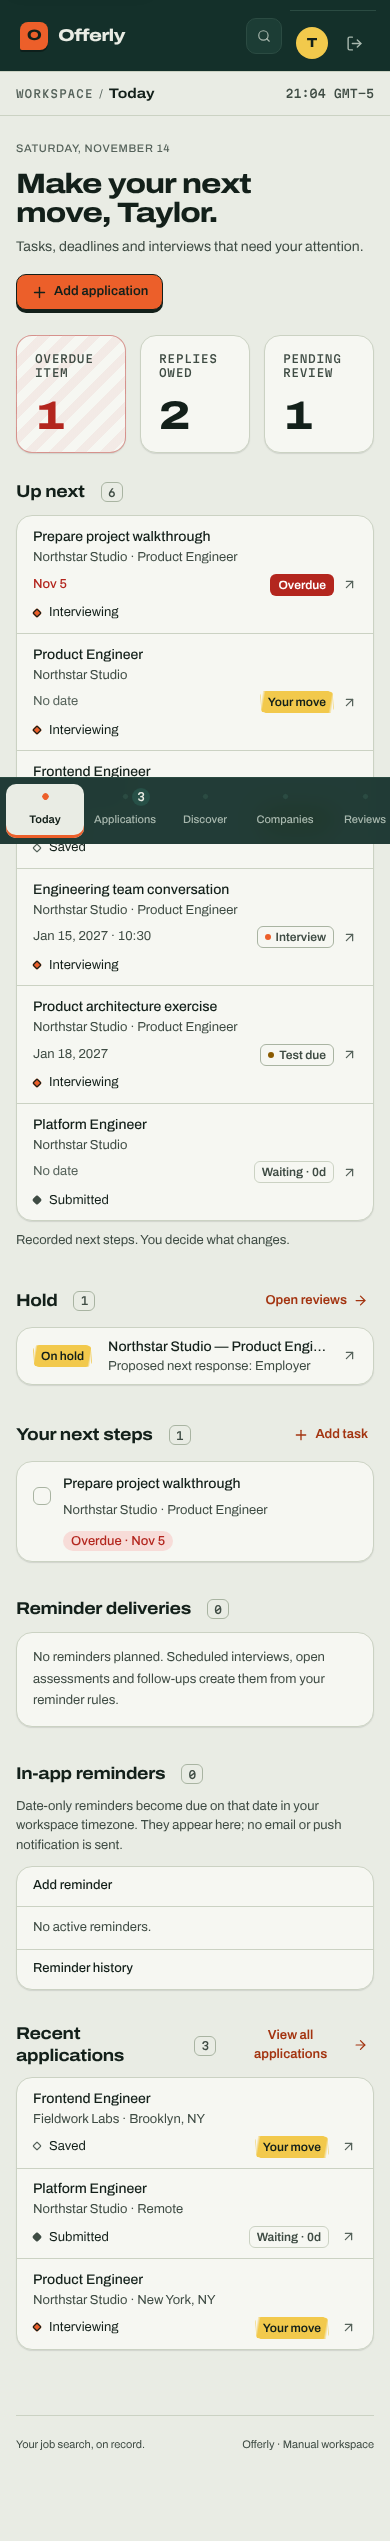 O Offerly
T
WORKSPACE / Today
21:04 GMT-5
SATURDAY, NOVEMBER 14
Make your next
move, Taylor.
Tasks, deadlines and interviews that need your attention.
Add application
OVERDUE
ITEM
1
REPLIES
OWED
2
PENDING
REVIEW
1
Up next 6
Prepare project walkthrough
Northstar Studio · Product Engineer
Nov 5
Overdue
Interviewing
Product Engineer
Northstar Studio
No date
Your move
Interviewing
Frontend Engineer
Today
3
Applications
Discover
Companies
Reviews
Saved
Engineering team conversation
Northstar Studio · Product Engineer
Jan 15, 2027 · 10:30
Interview
Interviewing
Product architecture exercise
Northstar Studio · Product Engineer
Jan 18, 2027
Test due
Interviewing
Platform Engineer
Northstar Studio
No date
Waiting · 0d
Submitted
Recorded next steps. You decide what changes.
Hold 1
Open reviews
On hold
Northstar Studio — Product Engi...
Proposed next response: Employer
Your next steps 1
Add task
Prepare project walkthrough
Northstar Studio · Product Engineer
Overdue · Nov 5
Reminder deliveries 0
No reminders planned. Scheduled interviews, open
assessments and follow-ups create them from your
reminder rules.
In-app reminders 0
Date-only reminders become due on that date in your
workspace timezone. They appear here; no email or push
notification is sent.
Add reminder
No active reminders.
Reminder history
Recent
applications
3
View all
applications
Frontend Engineer
Fieldwork Labs · Brooklyn, NY
Saved
Your move
Platform Engineer
Northstar Studio · Remote
Submitted
Waiting · 0d
Product Engineer
Northstar Studio · New York, NY
Interviewing
Your move
Your job search, on record.
Offerly · Manual workspace